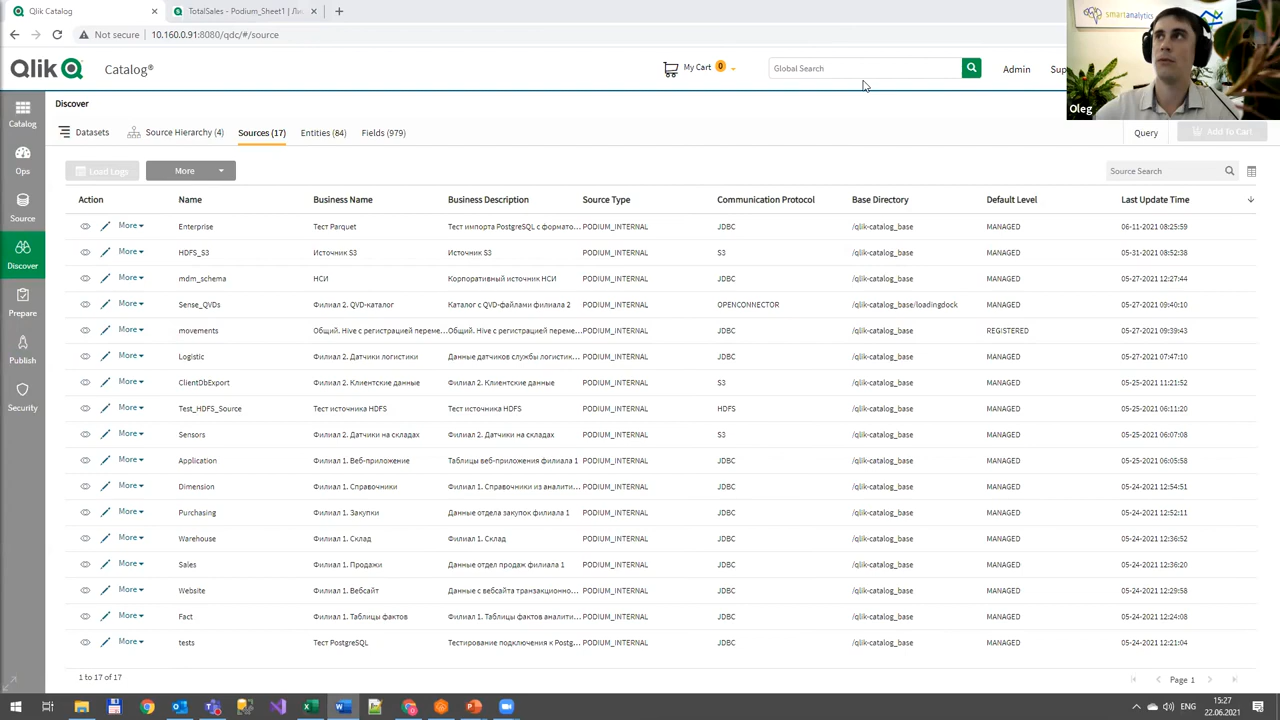 Qlik Catalog
TotalSales - Podium_Sheet1 | Ли
Not secure 10.160.0.91:8080/qdc/#/source
Qlik Catalog®
My Cart 0
Global Search
Admin
Sup
smartanalytics
Oleg
Catalog
Ops
Source
Discover
Prepare
Publish
Security
Discover
Datasets Source Hierarchy (4) Sources (17) Entities (84) Fields (979)
Query Add To Cart
Load Logs More Source Search
Action Name Business Name Business Description Source Type Communication Protocol Base Directory Default Level Last Update Time
More Enterprise Тест Parquet Тест импорта PostgreSQL с формато... PODIUM_INTERNAL JDBC /qlik-catalog_base MANAGED 06-11-2021 08:25:59
More HDFS_S3 Источник S3 Источник S3 PODIUM_INTERNAL S3 /qlik-catalog_base MANAGED 05-31-2021 08:52:38
More mdm_schema НСИ Корпоративный источник НСИ PODIUM_INTERNAL JDBC /qlik-catalog_base MANAGED 05-27-2021 12:27:44
More Sense_QVDs Филиал 2. QVD-каталог Каталог с QVD-файлами филиала 2 PODIUM_INTERNAL OPENCONNECTOR /qlik-catalog_base/loadingdock MANAGED 05-27-2021 09:40:10
More movements Общий. Hive с регистрацией переме... Общий. Hive с регистрацией переме... PODIUM_INTERNAL JDBC /qlik-catalog_base REGISTERED 05-27-2021 09:39:43
More Logistic Филиал 2. Датчики логистики Данные датчиков службы логистик... PODIUM_INTERNAL JDBC /qlik-catalog_base MANAGED 05-27-2021 07:47:10
More ClientDbExport Филиал 2. Клиентские данные Филиал 2. Клиентские данные PODIUM_INTERNAL S3 /qlik-catalog_base MANAGED 05-25-2021 11:21:52
More Test_HDFS_Source Тест источника HDFS Тест источника HDFS PODIUM_INTERNAL HDFS /qlik-catalog_base MANAGED 05-25-2021 06:11:20
More Sensors Филиал 2. Датчики на складах Филиал 2. Датчики на складах PODIUM_INTERNAL S3 /qlik-catalog_base MANAGED 05-25-2021 06:07:08
More Application Филиал 1. Веб-приложение Таблицы веб-приложения филиала 1 PODIUM_INTERNAL JDBC /qlik-catalog_base MANAGED 05-25-2021 06:05:58
More Dimension Филиал 1. Справочники Филиал 1. Справочники из аналити... PODIUM_INTERNAL JDBC /qlik-catalog_base MANAGED 05-24-2021 12:54:51
More Purchasing Филиал 1. Закупки Данные отдела закупок филиала 1 PODIUM_INTERNAL JDBC /qlik-catalog_base MANAGED 05-24-2021 12:52:11
More Warehouse Филиал 1. Склад Филиал 1. Склад PODIUM_INTERNAL JDBC /qlik-catalog_base MANAGED 05-24-2021 12:36:52
More Sales Филиал 1. Продажи Данные отдел продаж филиала 1 PODIUM_INTERNAL JDBC /qlik-catalog_base MANAGED 05-24-2021 12:36:20
More Website Филиал 1. Вебсайт Данные с вебсайта транзакционно... PODIUM_INTERNAL JDBC /qlik-catalog_base MANAGED 05-24-2021 12:29:58
More Fact Филиал 1. Таблицы фактов Филиал 1. Таблицы фактов аналити... PODIUM_INTERNAL JDBC /qlik-catalog_base MANAGED 05-24-2021 12:24:08
More tests Тест PostgreSQL Тестирование подключения к Postg... PODIUM_INTERNAL JDBC /qlik-catalog_base MANAGED 05-24-2021 12:21:04
1 to 17 of 17
Page 1
ENG
15:27
22.06.2021